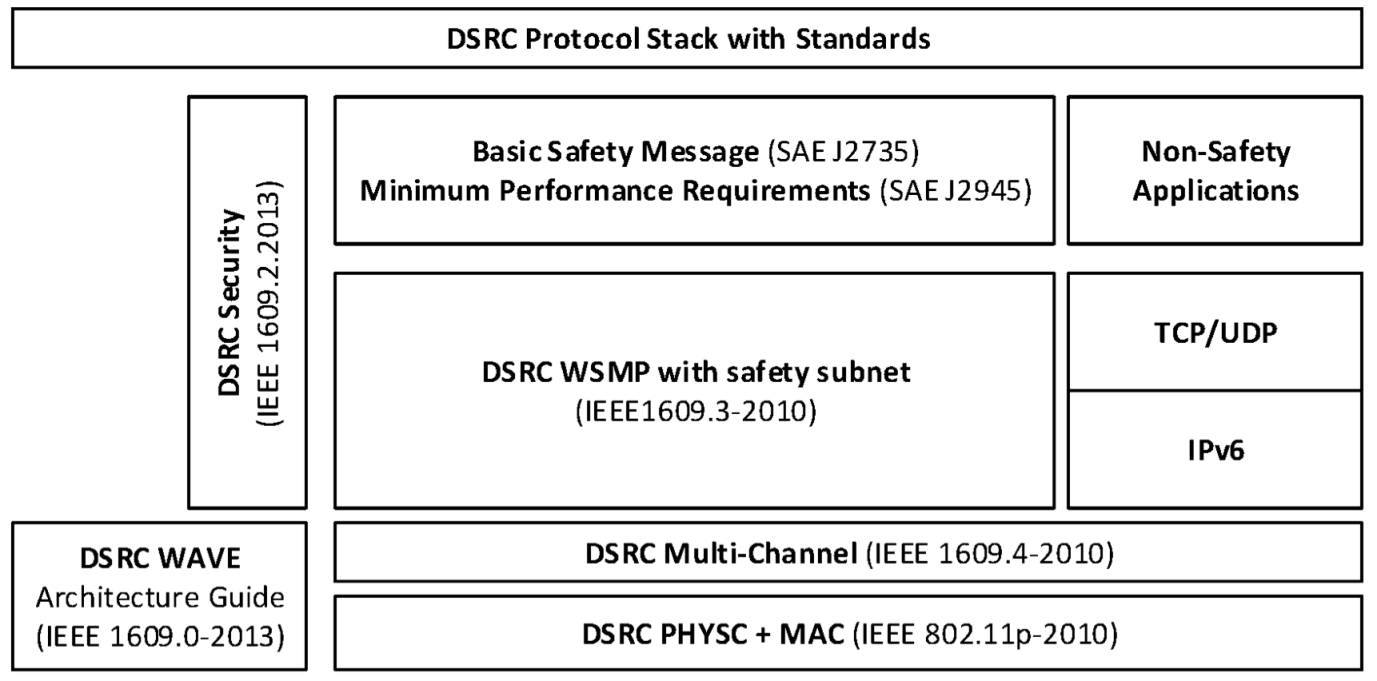 DSRC Protocol Stack with Standards
DSRC Security
(IEEE 1609.2.2013)
Basic Safety Message (SAE J2735)
Minimum Performance Requirements (SAE J2945)
Non-Safety
Applications
DSRC WSMP with safety subnet
(IEEE1609.3-2010)
TCP/UDP
IPv6
DSRC WAVE
Architecture Guide
(IEEE 1609.0-2013)
DSRC Multi-Channel (IEEE 1609.4-2010)
DSRC PHYSC + MAC (IEEE 802.11p-2010)